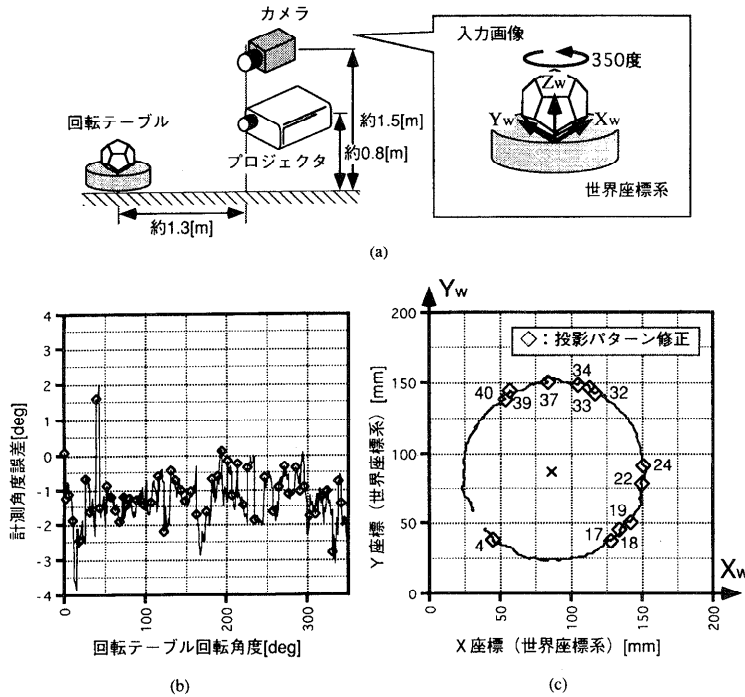 カメラ
入力画像
350度
Zw
Yw
Xw
世界座標系
回転テーブル
プロジェクタ
約1.5[m]
約0.8[m]
約1.3[m]
(a)
計測角度誤差[deg]
4
3
2
1
0
-1
-2
-3
-4
0
100
200
300
回転テーブル回転角度[deg]
(b)
Yw
200
150
100
50
0
Y座標（世界座標系）[mm]
◇：投影パターン修正
34
40
39
37
33
32
24
22
19
17
18
4
Xw
0
50
100
150
200
X座標（世界座標系）[mm]
(c)